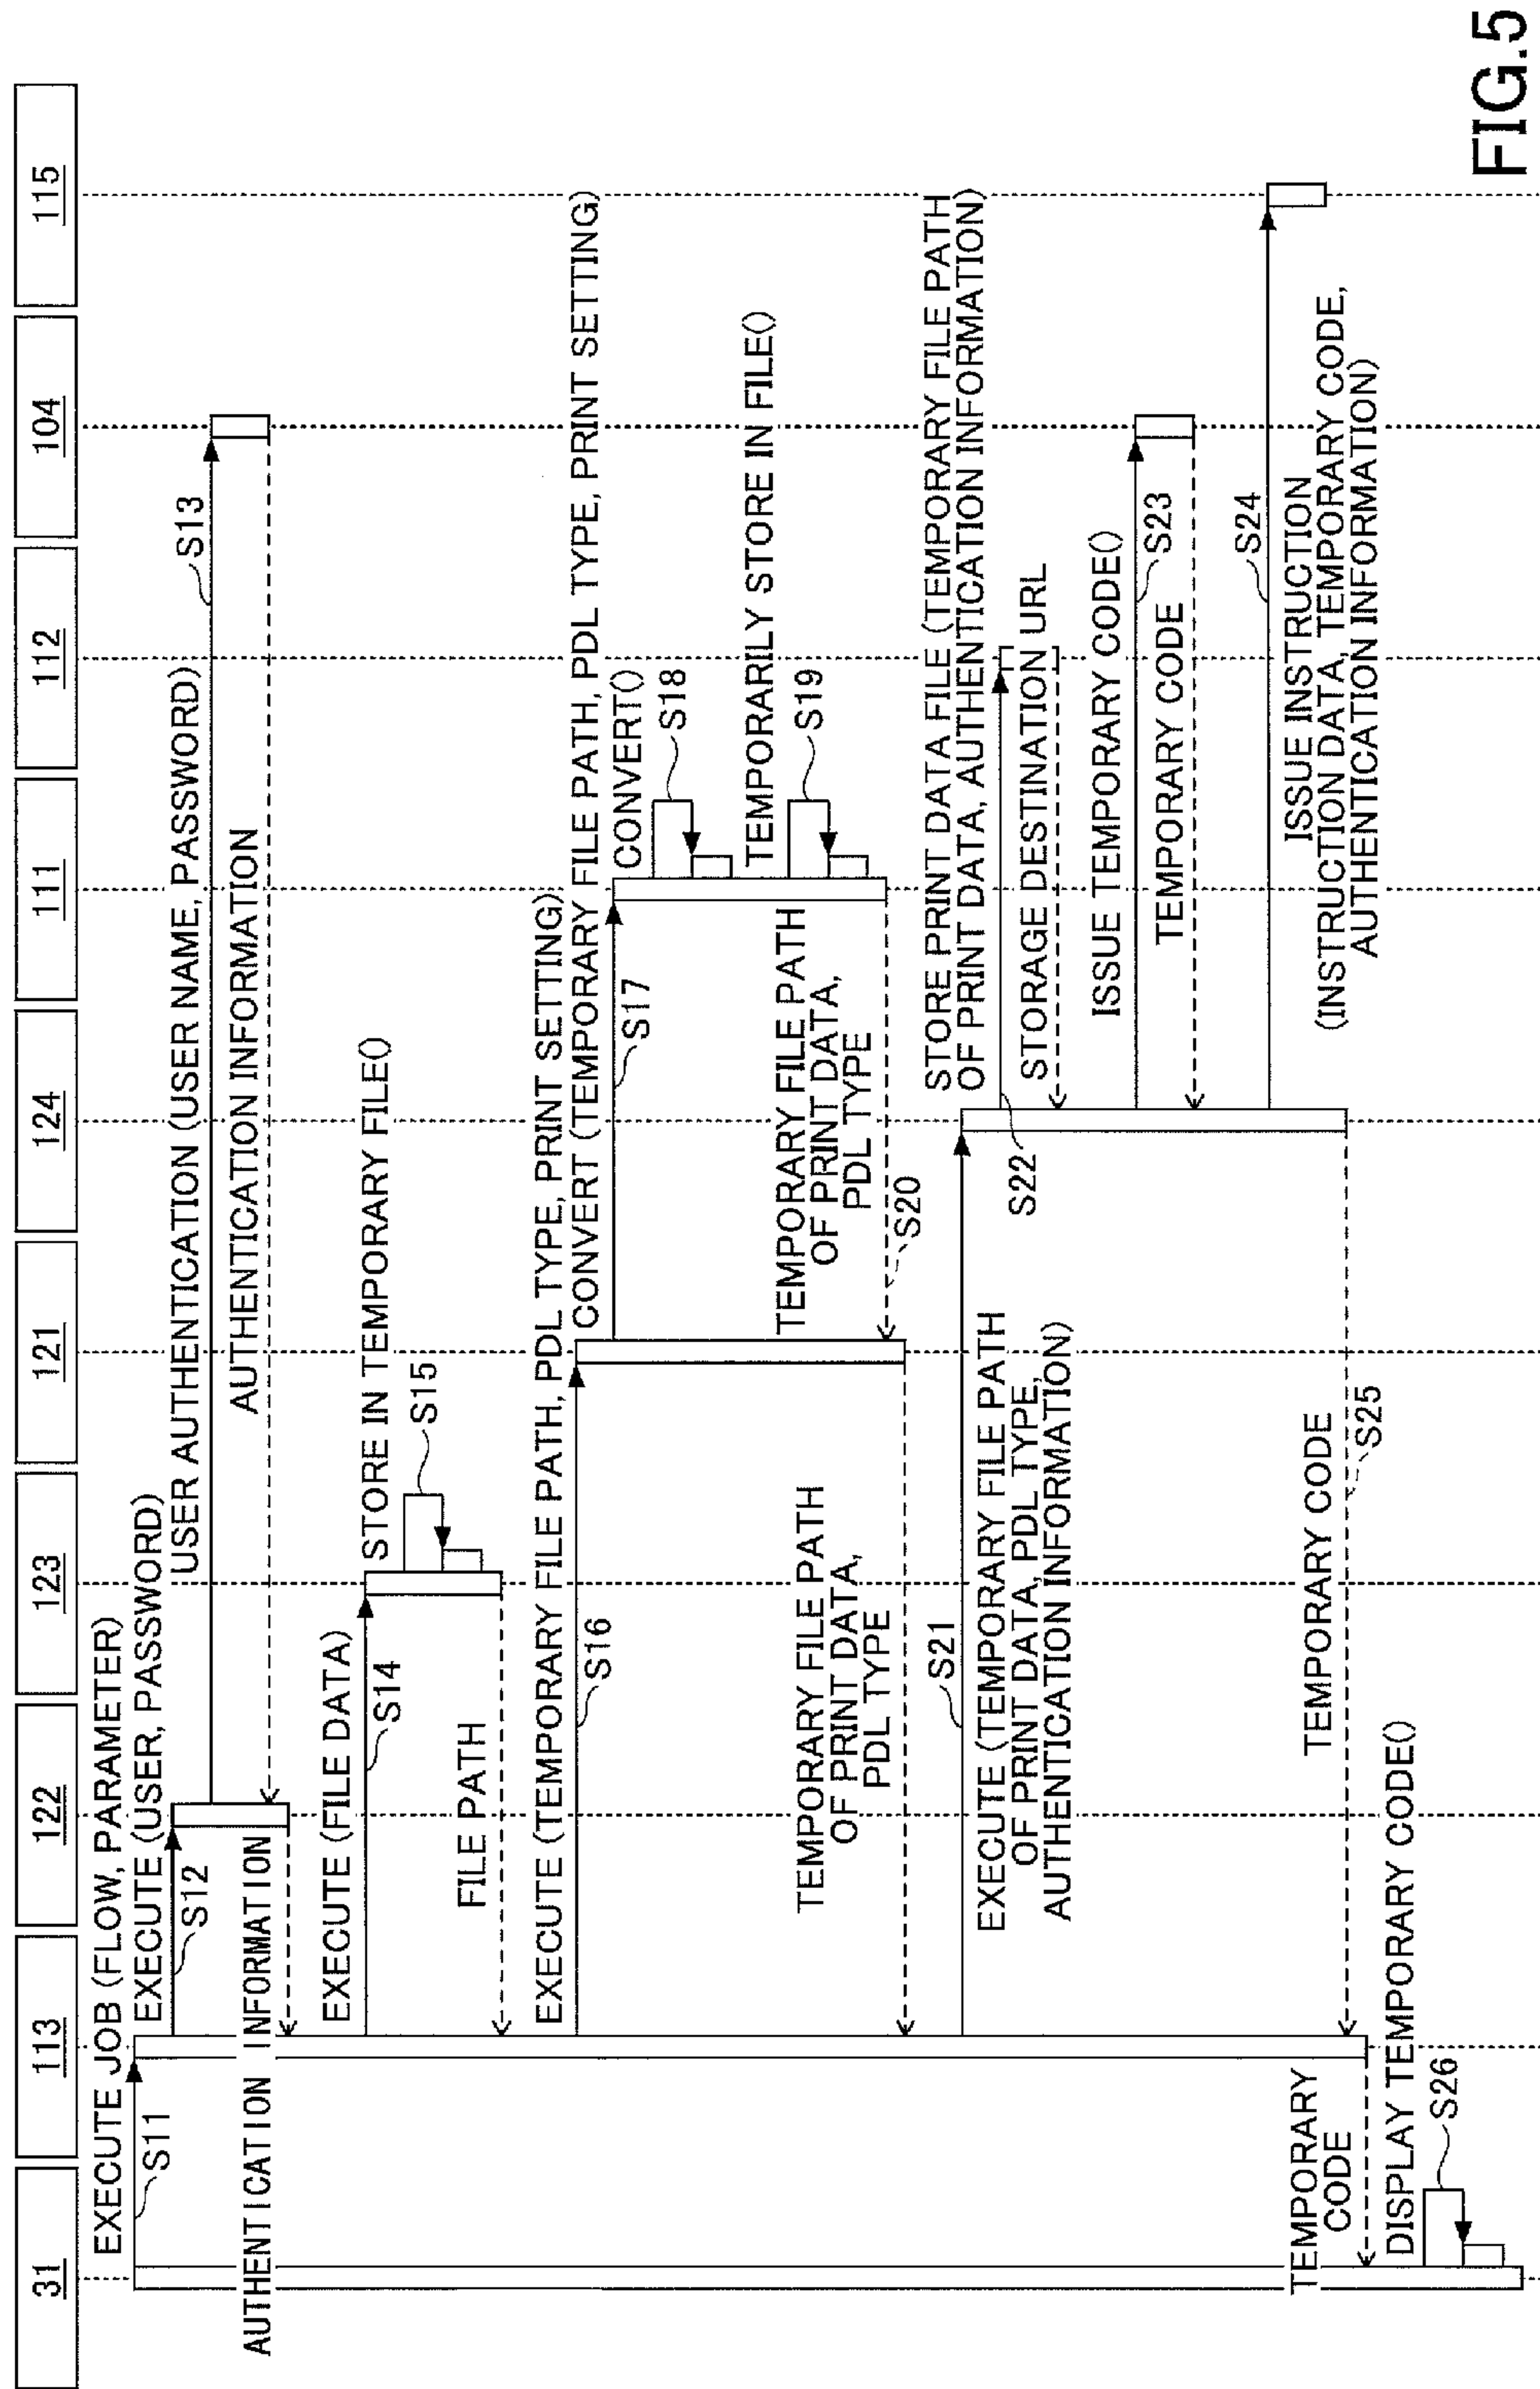 31
113
122
123
121
124
111
112
104
115
EXECUTE JOB (FLOW, PARAMETER)
S11
EXECUTE (USER, PASSWORD)
S12
USER AUTHENTICATION (USER NAME, PASSWORD)
S13
AUTHENTICATION INFORMATION
AUTHENTICATION INFORMATION
EXECUTE (FILE DATA)
S14
STORE IN TEMPORARY FILE()
S15
FILE PATH
EXECUTE (TEMPORARY FILE PATH, PDL TYPE, PRINT SETTING)
S16
CONVERT (TEMPORARY FILE PATH, PDL TYPE, PRINT SETTING)
S17
CONVERT()
S18
TEMPORARILY STORE IN FILE()
S19
TEMPORARY FILE PATH
OF PRINT DATA,
PDL TYPE
S20
TEMPORARY FILE PATH
OF PRINT DATA,
PDL TYPE
S21
EXECUTE (TEMPORARY FILE PATH
OF PRINT DATA, PDL TYPE,
AUTHENTICATION INFORMATION)
STORE PRINT DATA FILE (TEMPORARY FILE PATH
OF PRINT DATA, AUTHENTICATION INFORMATION)
S22
STORAGE DESTINATION URL
ISSUE TEMPORARY CODE()
S23
TEMPORARY CODE
S24
ISSUE INSTRUCTION
(INSTRUCTION DATA, TEMPORARY CODE,
AUTHENTICATION INFORMATION)
TEMPORARY CODE
S25
TEMPORARY
CODE
DISPLAY TEMPORARY CODE()
S26
FIG.5